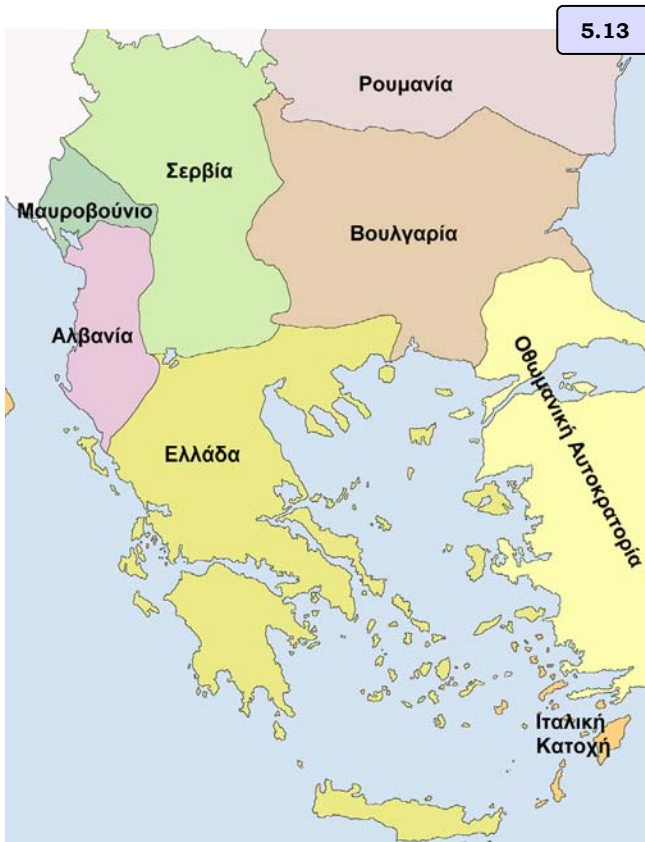 5.13
Ρουμανία
Σερβία
Μαυροβούνιο
Βουλγαρία
Αλβανία
Οθωμανική Αυτοκρατορία
Ελλάδα
Ιταλική
Κατοχή